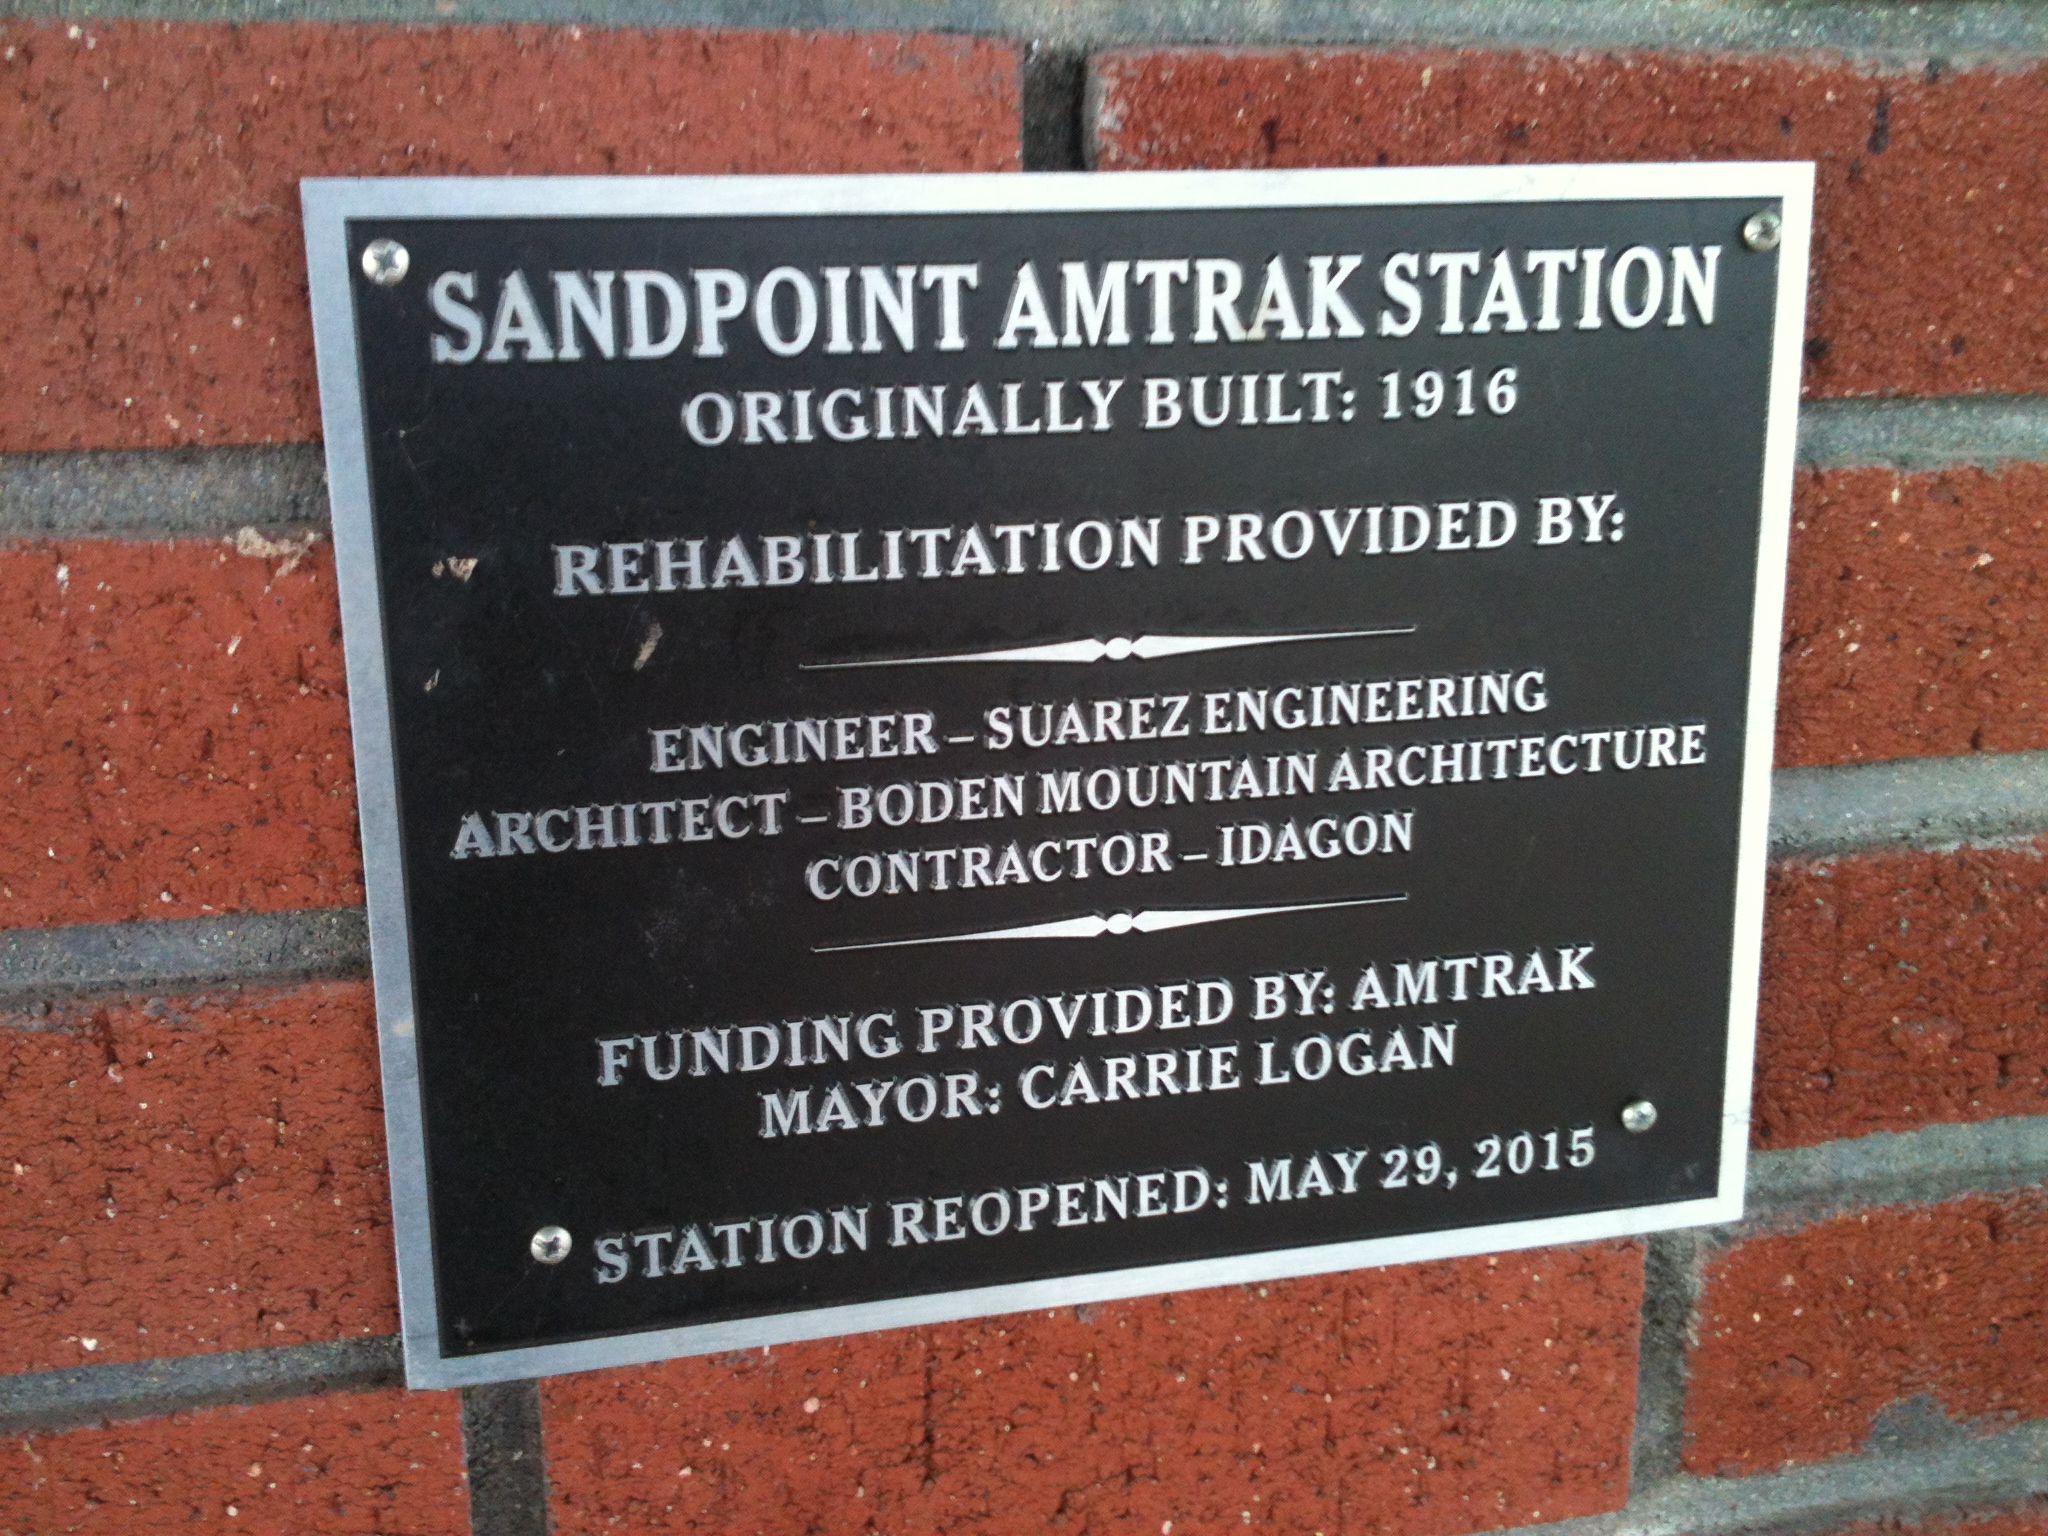 SANDPOINT AMTRAK STATION
ORIGINALLY BUILT: 1916
REHABILITATION PROVIDED BY:
ENGINEER – SUAREZ ENGINEERING
ARCHITECT – BODEN MOUNTAIN ARCHITECTURE
CONTRACTOR – IDAGON
FUNDING PROVIDED BY: AMTRAK
MAYOR: CARRIE LOGAN
STATION REOPENED: MAY 29, 2015